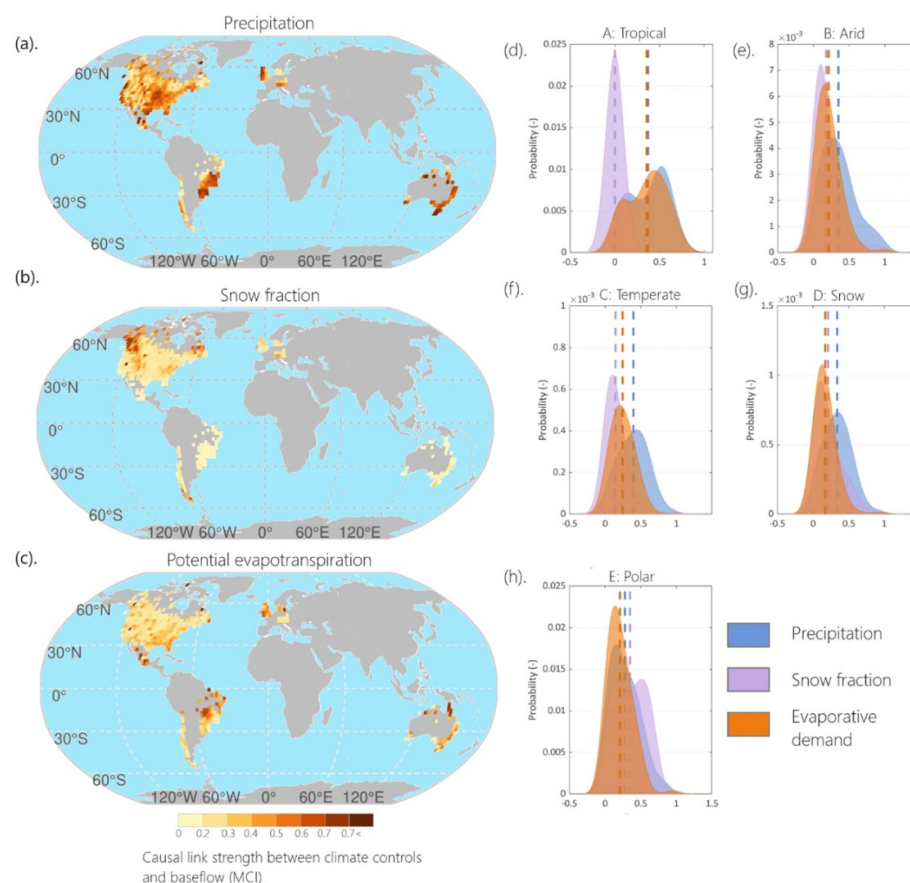 Precipitation
(a).
60°N
30°N
0°
30°S
60°S
120°W 60°W 0° 60°E 120°E
(b).
Snow fraction
60°N
30°N
0°
30°S
60°S
120°W 60°W 0° 60°E 120°E
(c).
Potential evapotranspiration
60°N
30°N
0°
30°S
60°S
120°W 60°W 0° 60°E 120°E
0 0.2 0.3 0.4 0.5 0.6 0.7 0.7<
Causal link strength between climate controls
and baseflow (MCI)
(d).
A: Tropical
Probability (-)
0.025
0.02
0.015
0.01
0.005
0
-0.5 0 0.5 1
(e).
B: Arid
×10⁻³
Probability (-)
8
7
6
5
4
3
2
1
0
-0.5 0 0.5 1
(f).
C: Temperate
×10⁻³
Probability (-)
1
0.8
0.6
0.4
0.2
0
-0.5 0 0.5 1
(g).
D: Snow
×10⁻³
Probability (-)
1.5
1
0.5
0
-0.5 0 0.5 1
(h).
E: Polar
Probability (-)
0.025
0.02
0.015
0.01
0.005
0
-0.5 0 0.5 1 1.5
Precipitation
Snow fraction
Evaporative
demand